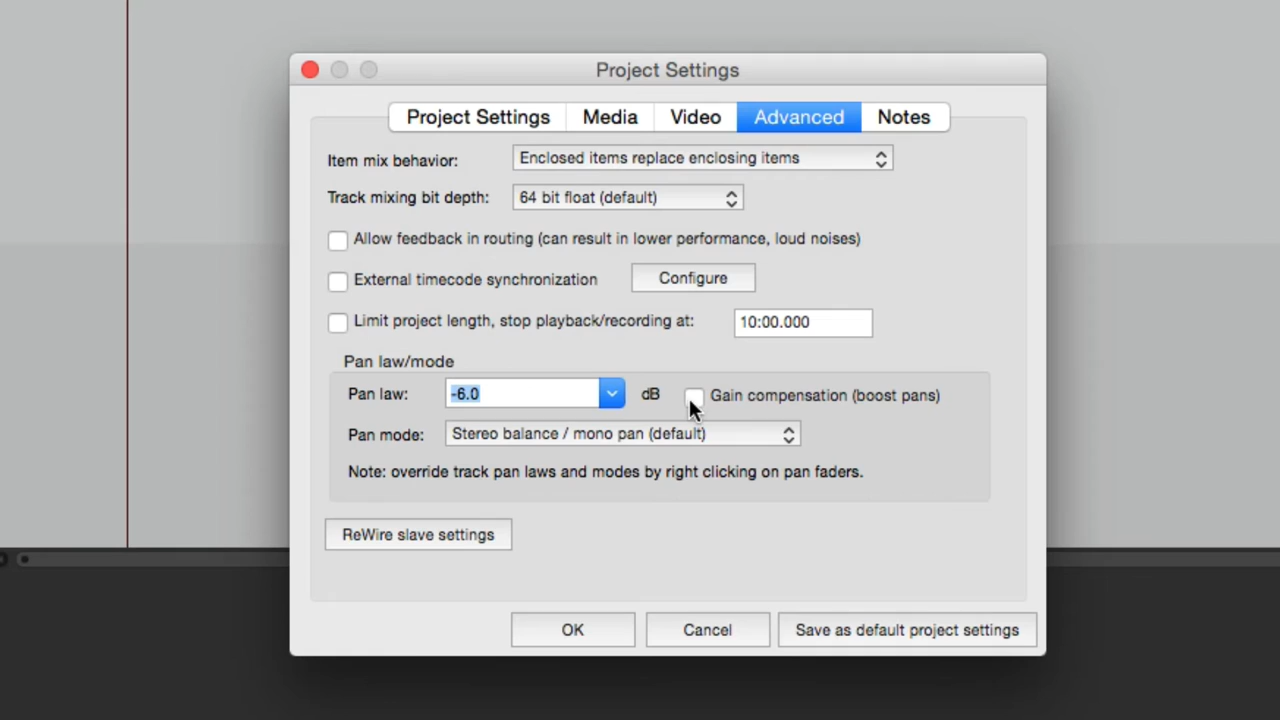 Project Settings
Project Settings Media Video Advanced Notes
Item mix behavior: Enclosed items replace enclosing items
Track mixing bit depth: 64 bit float (default)
Allow feedback in routing (can result in lower performance, loud noises)
External timecode synchronization Configure
Limit project length, stop playback/recording at: 10:00.000
Pan law/mode
Pan law: -6.0 dB Gain compensation (boost pans)
Pan mode: Stereo balance / mono pan (default)
Note: override track pan laws and modes by right clicking on pan faders.
ReWire slave settings
OK Cancel Save as default project settings